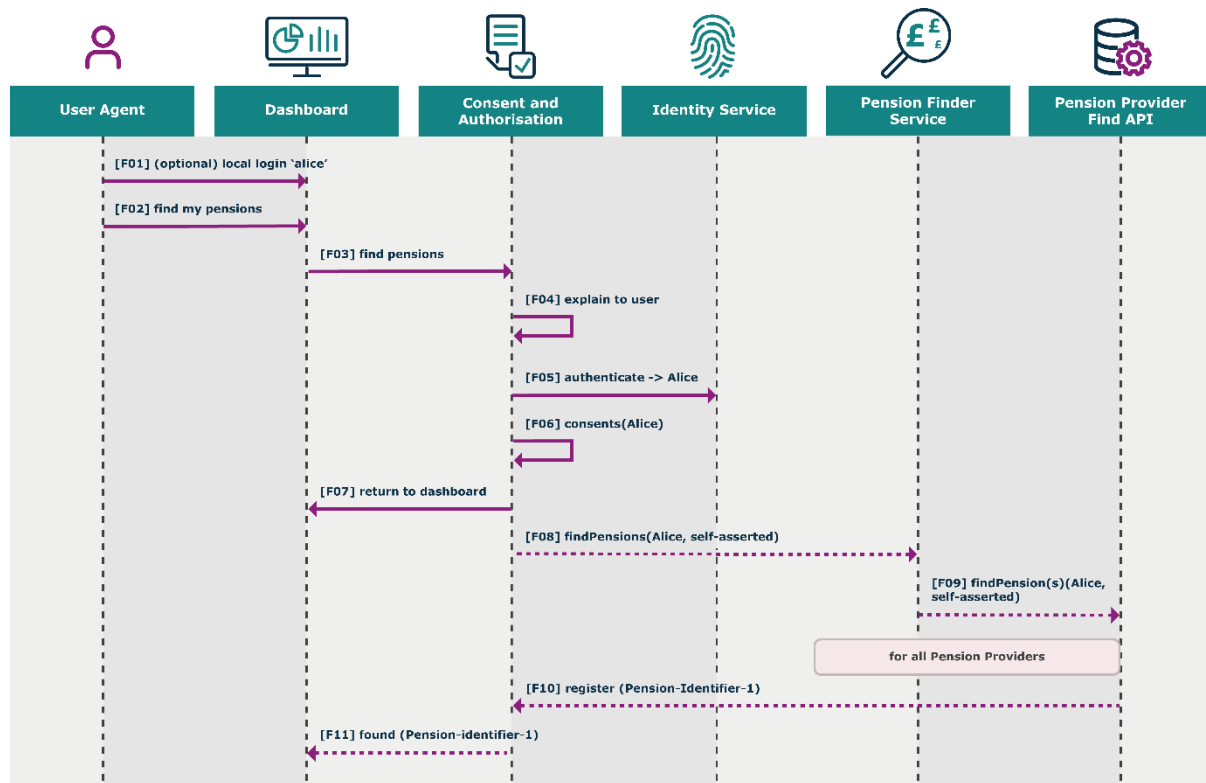 ££
£
User Agent
Dashboard
Consent and
Authorisation
Identity Service
Pension Finder
Service
Pension Provider
Find API
[F01] (optional) local login ‘alice’
[F02] find my pensions
[F03] find pensions
[F04] explain to user
[F05] authenticate -> Alice
[F06] consents(Alice)
[F07] return to dashboard
[F08] findPensions(Alice, self-asserted)
[F09] findPension(s)(Alice,
self-asserted)
for all Pension Providers
[F10] register (Pension-Identifier-1)
[F11] found (Pension-identifier-1)